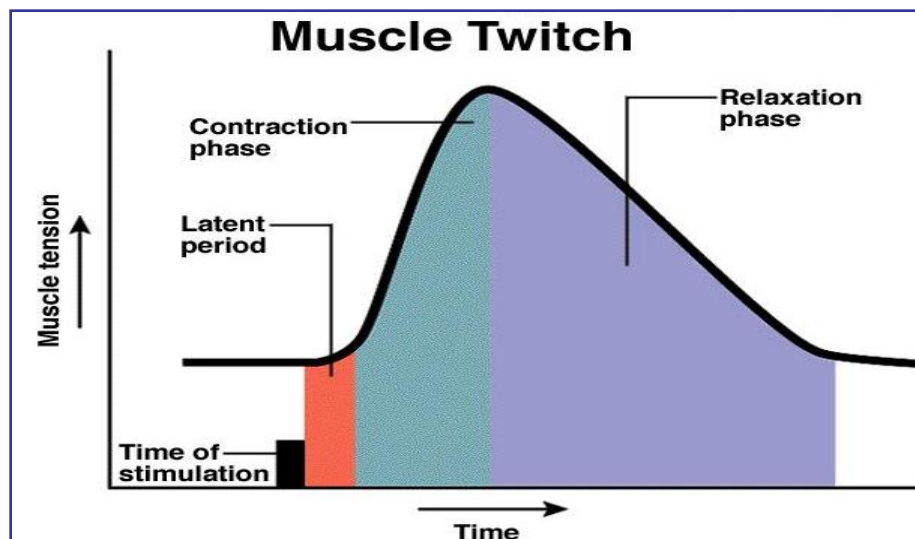 Muscle Twitch
Contraction
phase
Relaxation
phase
Latent
period
Muscle tension
Time of
stimulation
Time